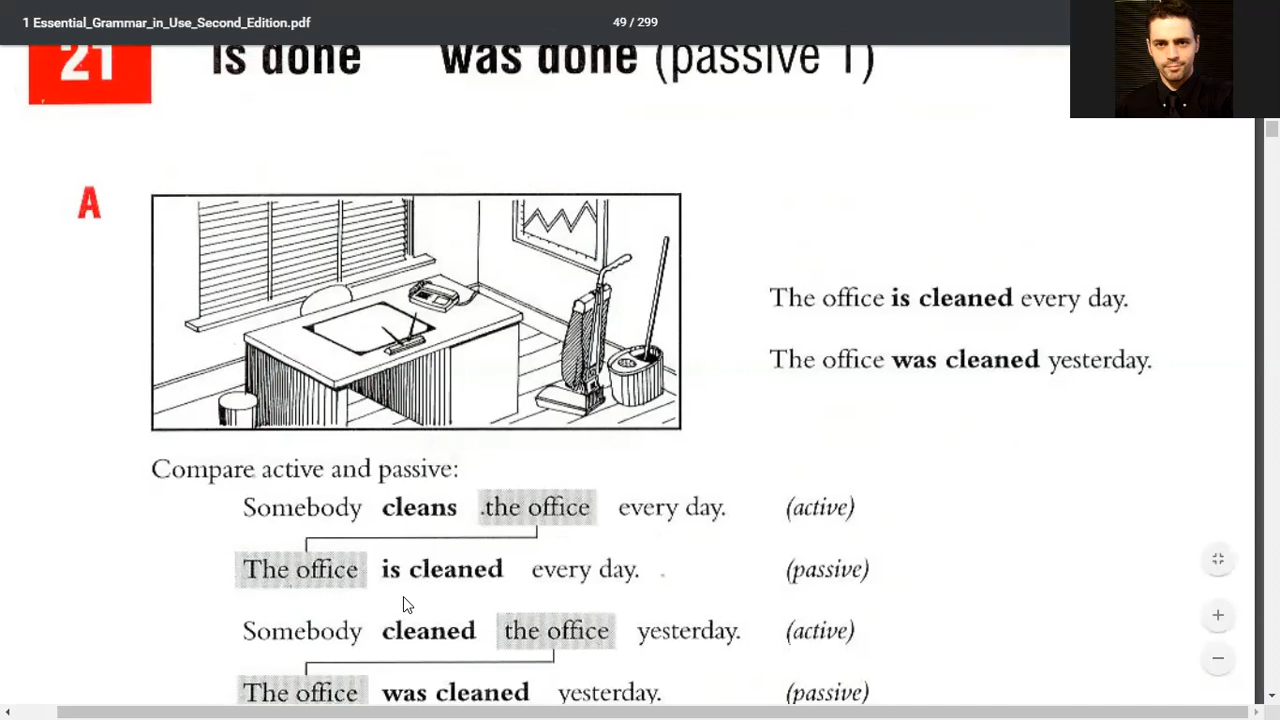 1 Essential_Grammar_in_Use_Second_Edition.pdf
49 / 299
21 is done was done (passive 1)
A
The office is cleaned every day.
The office was cleaned yesterday.
Compare active and passive:
Somebody cleans the office every day. (active)
The office is cleaned every day. (passive)
Somebody cleaned the office yesterday. (active)
The office was cleaned yesterday. (passive)